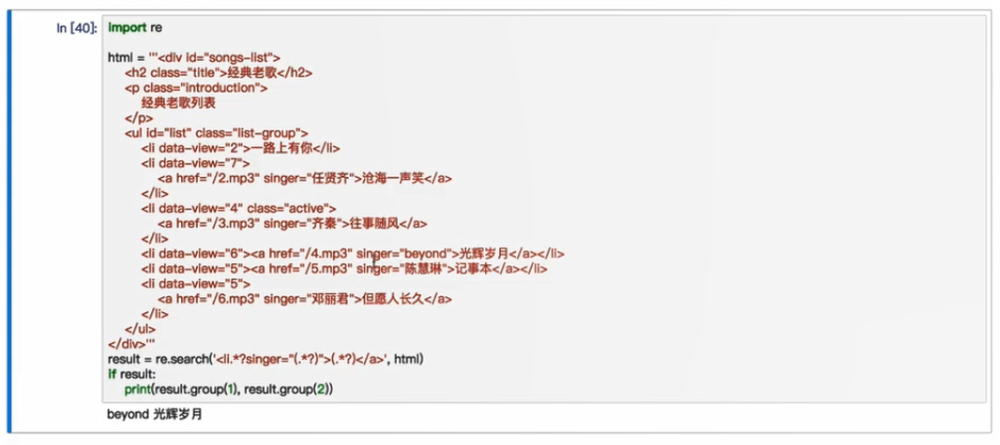 In [40]:
import re
html = '''<div id="songs-list">
<h2 class="title">经典老歌</h2>
<p class="introduction">
经典老歌列表
</p>
<ul id="list" class="list-group">
<li data-view="2">一路上有你</li>
<li data-view="7">
<a href="/2.mp3" singer="任贤齐">沧海一声笑</a>
</li>
<li data-view="4" class="active">
<a href="/3.mp3" singer="齐秦">往事随风</a>
</li>
<li data-view="6"><a href="/4.mp3" singer="beyond">光辉岁月</a></li>
<li data-view="5"><a href="/5.mp3" singer="陈慧琳">记事本</a></li>
<li data-view="5">
<a href="/6.mp3" singer="邓丽君">但愿人长久</a>
</li>
</ul>
</div>'''
result = re.search('<li.*?singer="(.*?)">(.*?)</a>', html)
if result:
print(result.group(1), result.group(2))
beyond 光辉岁月